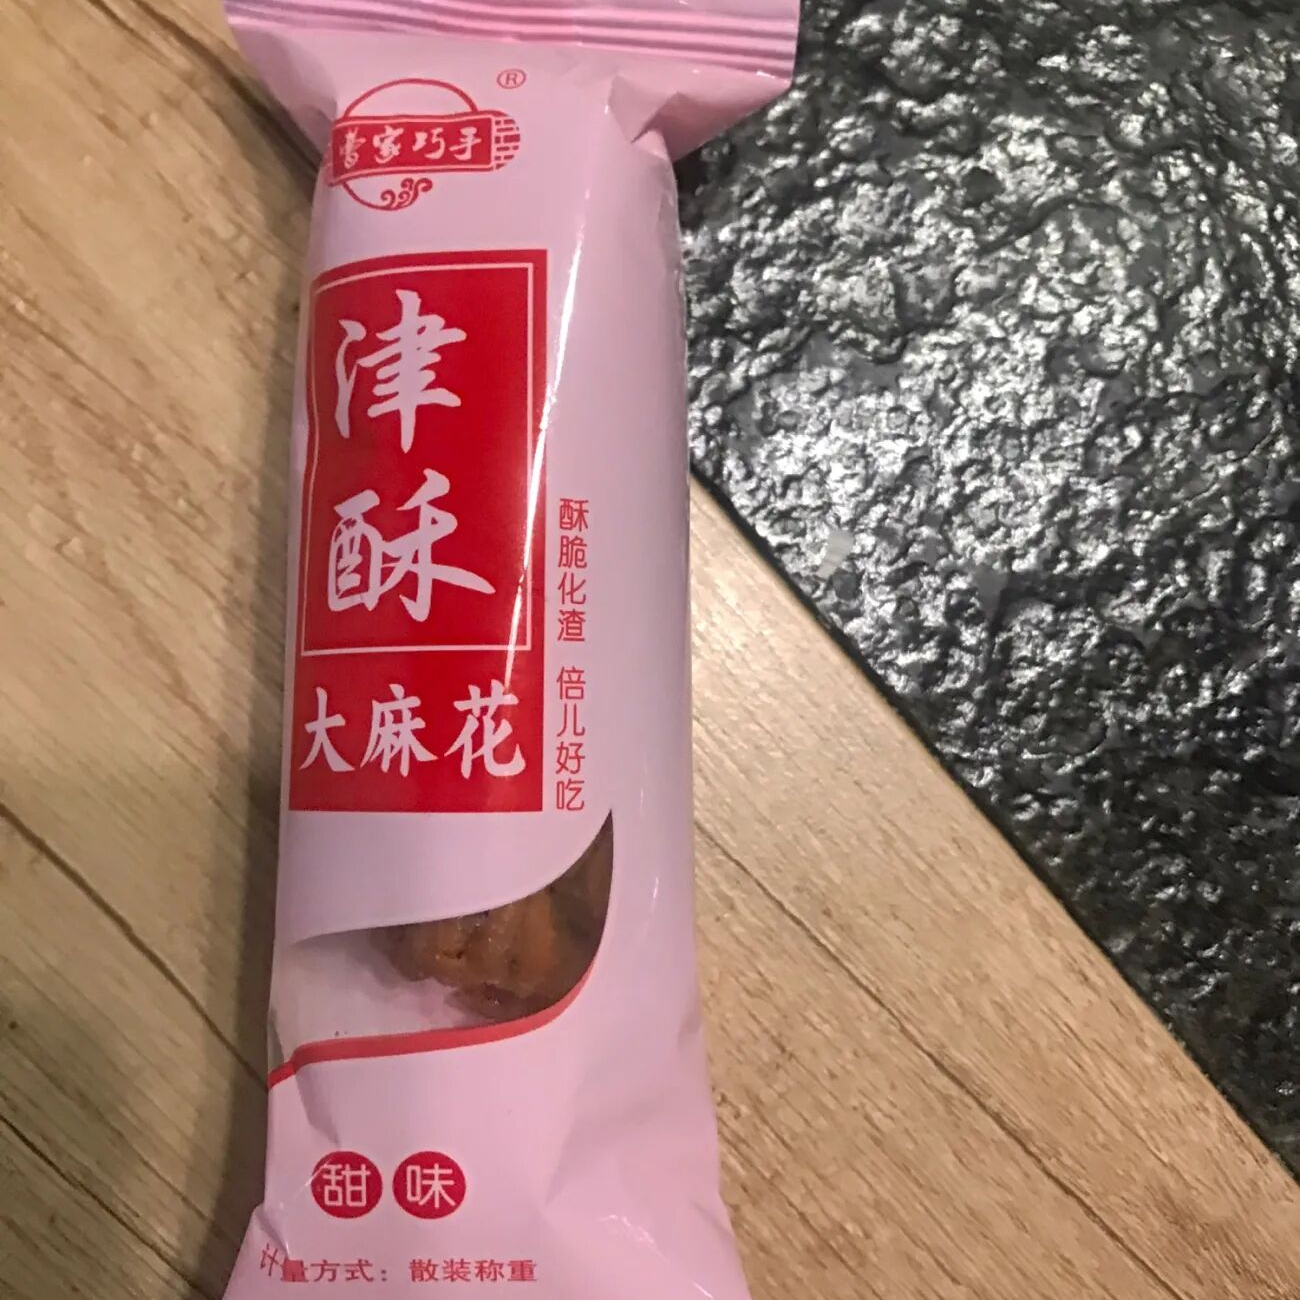 ®
曹家巧手
津
酥
大麻花
酥脆化渣 倍儿好吃
甜味
计量方式：散装称重